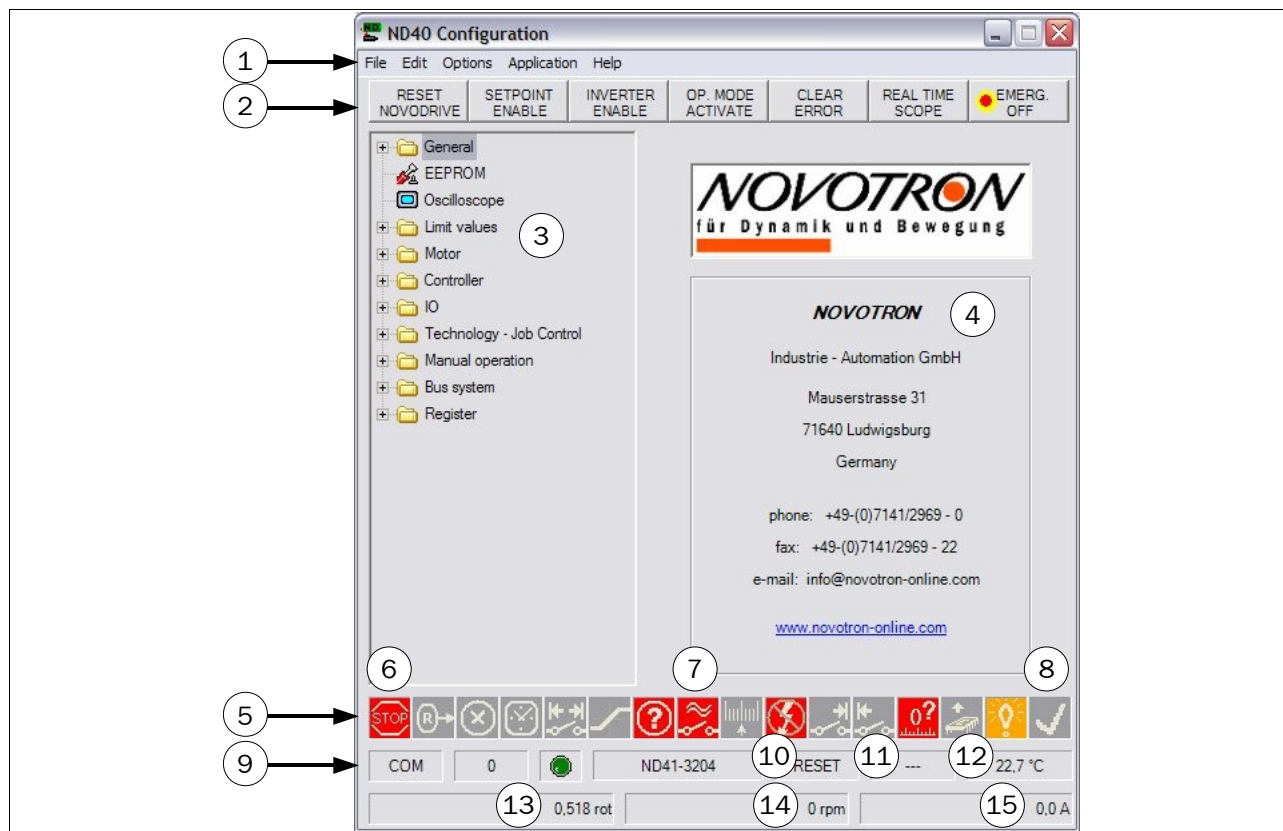 ND40 Configuration
1
File Edit Options Application Help
2
RESET NOVODRIVE
SETPOINT ENABLE
INVERTER ENABLE
OP. MODE ACTIVATE
CLEAR ERROR
REAL TIME SCOPE
EMERG. OFF
General
EEPROM
Oscilloscope
Limit values
3
Motor
Controller
IO
Technology - Job Control
Manual operation
Bus system
Register
NOVOTRON
für Dynamik und Bewegung
NOVOTRON
4
Industrie - Automation GmbH
Mauserstrasse 31
71640 Ludwigsburg
Germany
phone: +49-(0)7141/2969 - 0
fax: +49-(0)7141/2969 - 22
e-mail: info@novotron-online.com
www.novotron-online.com
6 7 8
5
STOP R ? 0?
9
COM 0 ND41-3204 10 RESET 11 --- 12 22,7 °C
13 0,518 rot 14 0 rpm 15 0,0 A